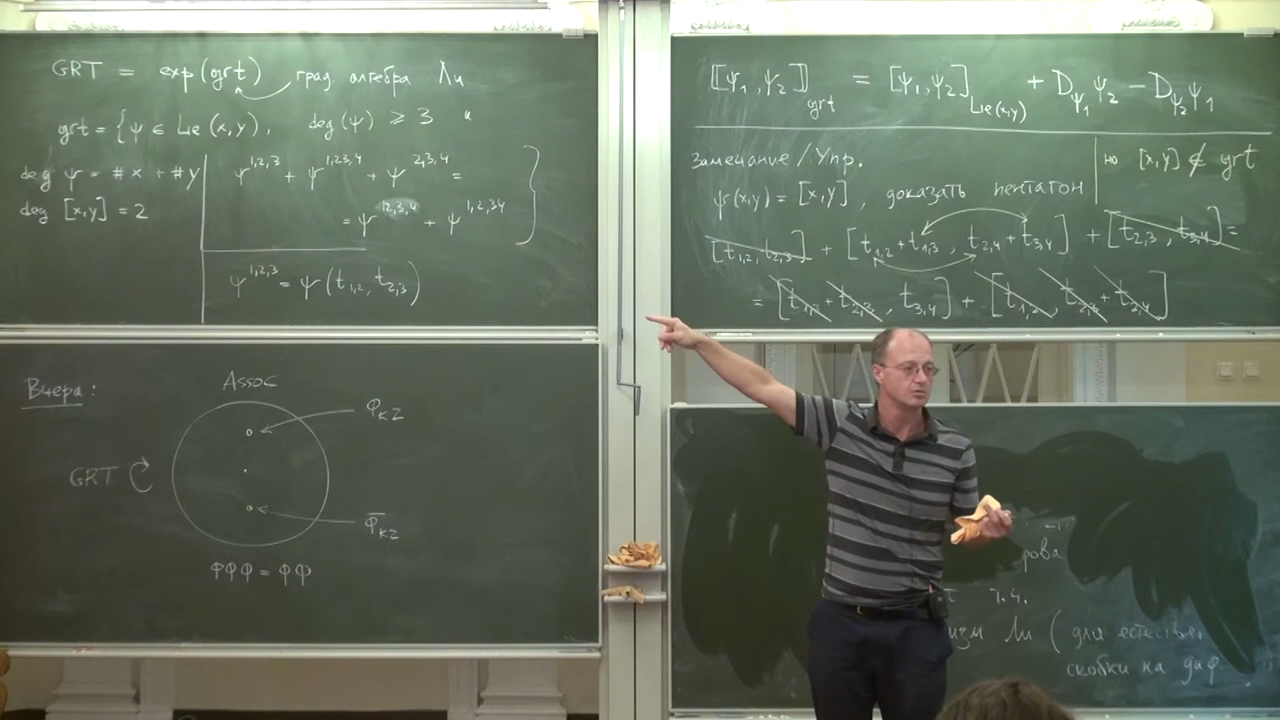 GRT = exp(grt) град. алгебра Ли
grt = {ψ ∈ Lie(x,y), deg(ψ) ≥ 3 и
deg ψ = #x + #y
deg [x,y] = 2
ψ^{1,2,3} + ψ^{1,23,4} + ψ^{2,3,4} =
= ψ^{12,3,4} + ψ^{1,2,34}}
ψ^{1,2,3} = ψ(t_{1,2}, t_{2,3})
Вчера:
Assoc
Φ_{KZ}
GRT
Φ̄_{KZ}
ΦΦΦ = ΦΦ
[[ψ_1,ψ_2]]_{grt} = [ψ_1,ψ_2]_{Lie(x,y)} + D_{ψ_1}ψ_2 − D_{ψ_2}ψ_1
Замечание/Упр.
но [x,y] ∉ grt
ψ(x,y) = [x,y], доказать пентагон
[t_{1,2}, t_{2,3}] + [t_{1,2}+t_{1,3}, t_{2,4}+t_{3,4}] + [t_{2,3}, t_{3,4}] =
= [t_{1,3}+t_{2,3}, t_{3,4}] + [t_{1,2}, t_{2,3}+t_{2,4}]
рова
т.ч.
изм Ли (для естеств.
скобки на диф.